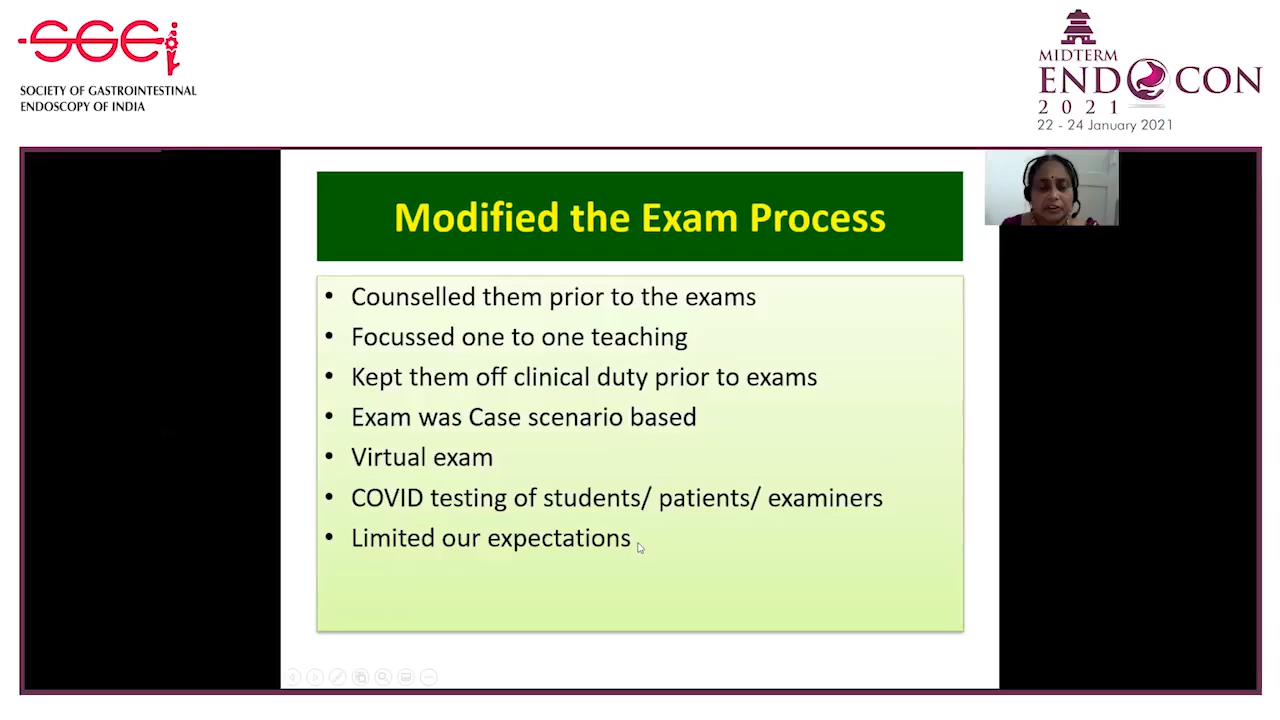 SGEi
SOCIETY OF GASTROINTESTINAL
ENDOSCOPY OF INDIA
MIDTERM
ENDOCON
2021
22 - 24 January 2021
Modified the Exam Process
• Counselled them prior to the exams
• Focussed one to one teaching
• Kept them off clinical duty prior to exams
• Exam was Case scenario based
• Virtual exam
• COVID testing of students/ patients/ examiners
• Limited our expectations